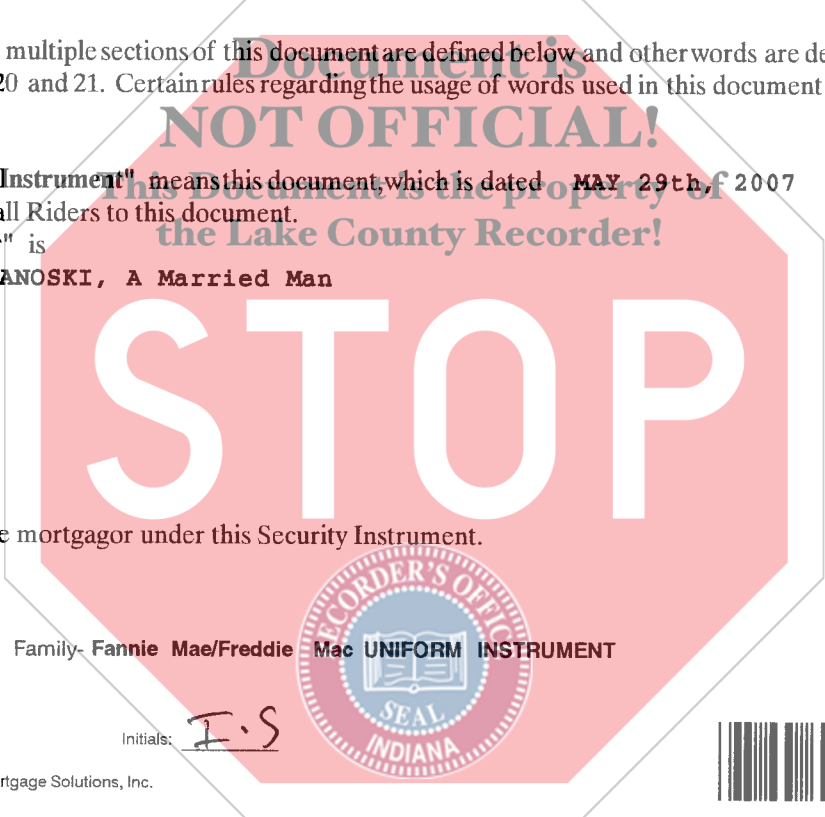 Document is
multiple sections of this document are defined below and other words are de
20 and 21. Certain rules regarding the usage of words used in this document
NOT OFFICIAL!
Instrument" means this document, which is dated MAY 29th, 2007
This Document is the property of
all Riders to this document.
the Lake County Recorder!
" is
ANOSKI, A Married Man
STOP
e mortgagor under this Security Instrument.
RECORDER'S OFFICE
Family- Fannie Mae/Freddie Mac UNIFORM INSTRUMENT
SEAL
INDIANA
Initials: I.S
rtgage Solutions, Inc.